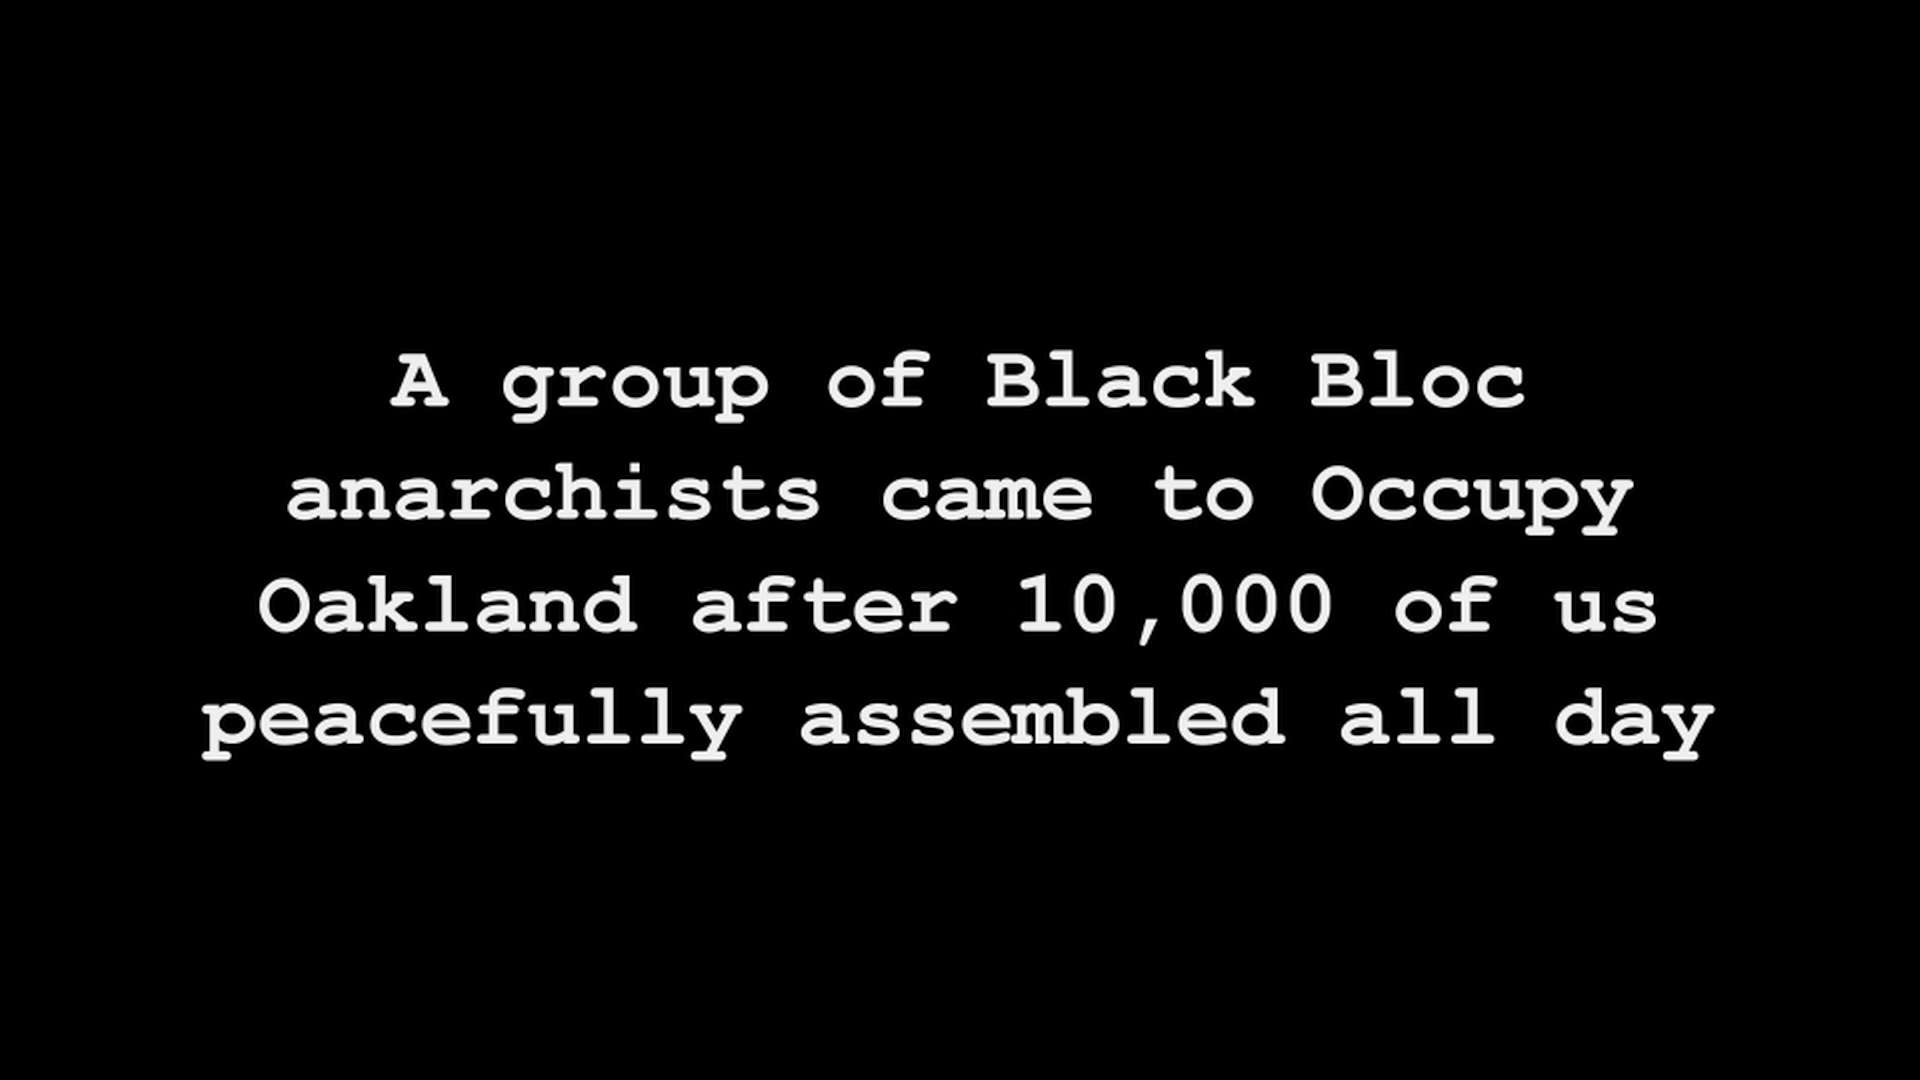 A group of Black Bloc
anarchists came to Occupy
Oakland after 10,000 of us
peacefully assembled all day